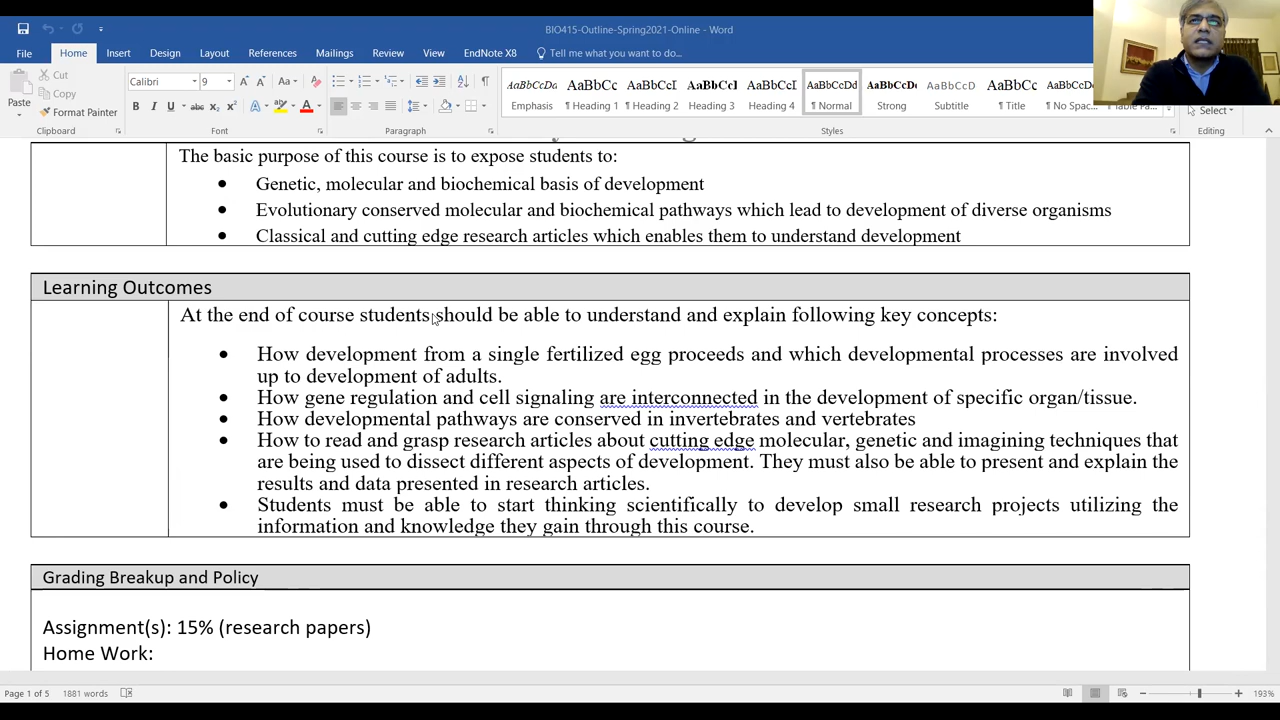 BIO415-Outline-Spring2021-Online - Word
File Home Insert Design Layout References Mailings Review View EndNote X8 Tell me what you want to do...
Paste
Cut
Copy
Format Painter
Calibri 9
AaBbCcDc AaBbCc AaBbCcI AaBbCcI AaBbCcI AaBbCcDd AaBbCcDc AaBbCcD AaBbCc AaBbCcDd
Emphasis ¶ Heading 1 ¶ Heading 2 Heading 3 Heading 4 ¶ Normal Strong Subtitle ¶ Title ¶ No Spac...
Select
Clipboard Font Paragraph Styles Editing
The basic purpose of this course is to expose students to:
• Genetic, molecular and biochemical basis of development
• Evolutionary conserved molecular and biochemical pathways which lead to development of diverse organisms
• Classical and cutting edge research articles which enables them to understand development
Learning Outcomes
At the end of course students should be able to understand and explain following key concepts:
• How development from a single fertilized egg proceeds and which developmental processes are involved
up to development of adults.
• How gene regulation and cell signaling are interconnected in the development of specific organ/tissue.
• How developmental pathways are conserved in invertebrates and vertebrates
• How to read and grasp research articles about cutting edge molecular, genetic and imagining techniques that
are being used to dissect different aspects of development. They must also be able to present and explain the
results and data presented in research articles.
• Students must be able to start thinking scientifically to develop small research projects utilizing the
information and knowledge they gain through this course.
Grading Breakup and Policy
Assignment(s): 15% (research papers)
Home Work:
Page 1 of 5 1881 words 193%